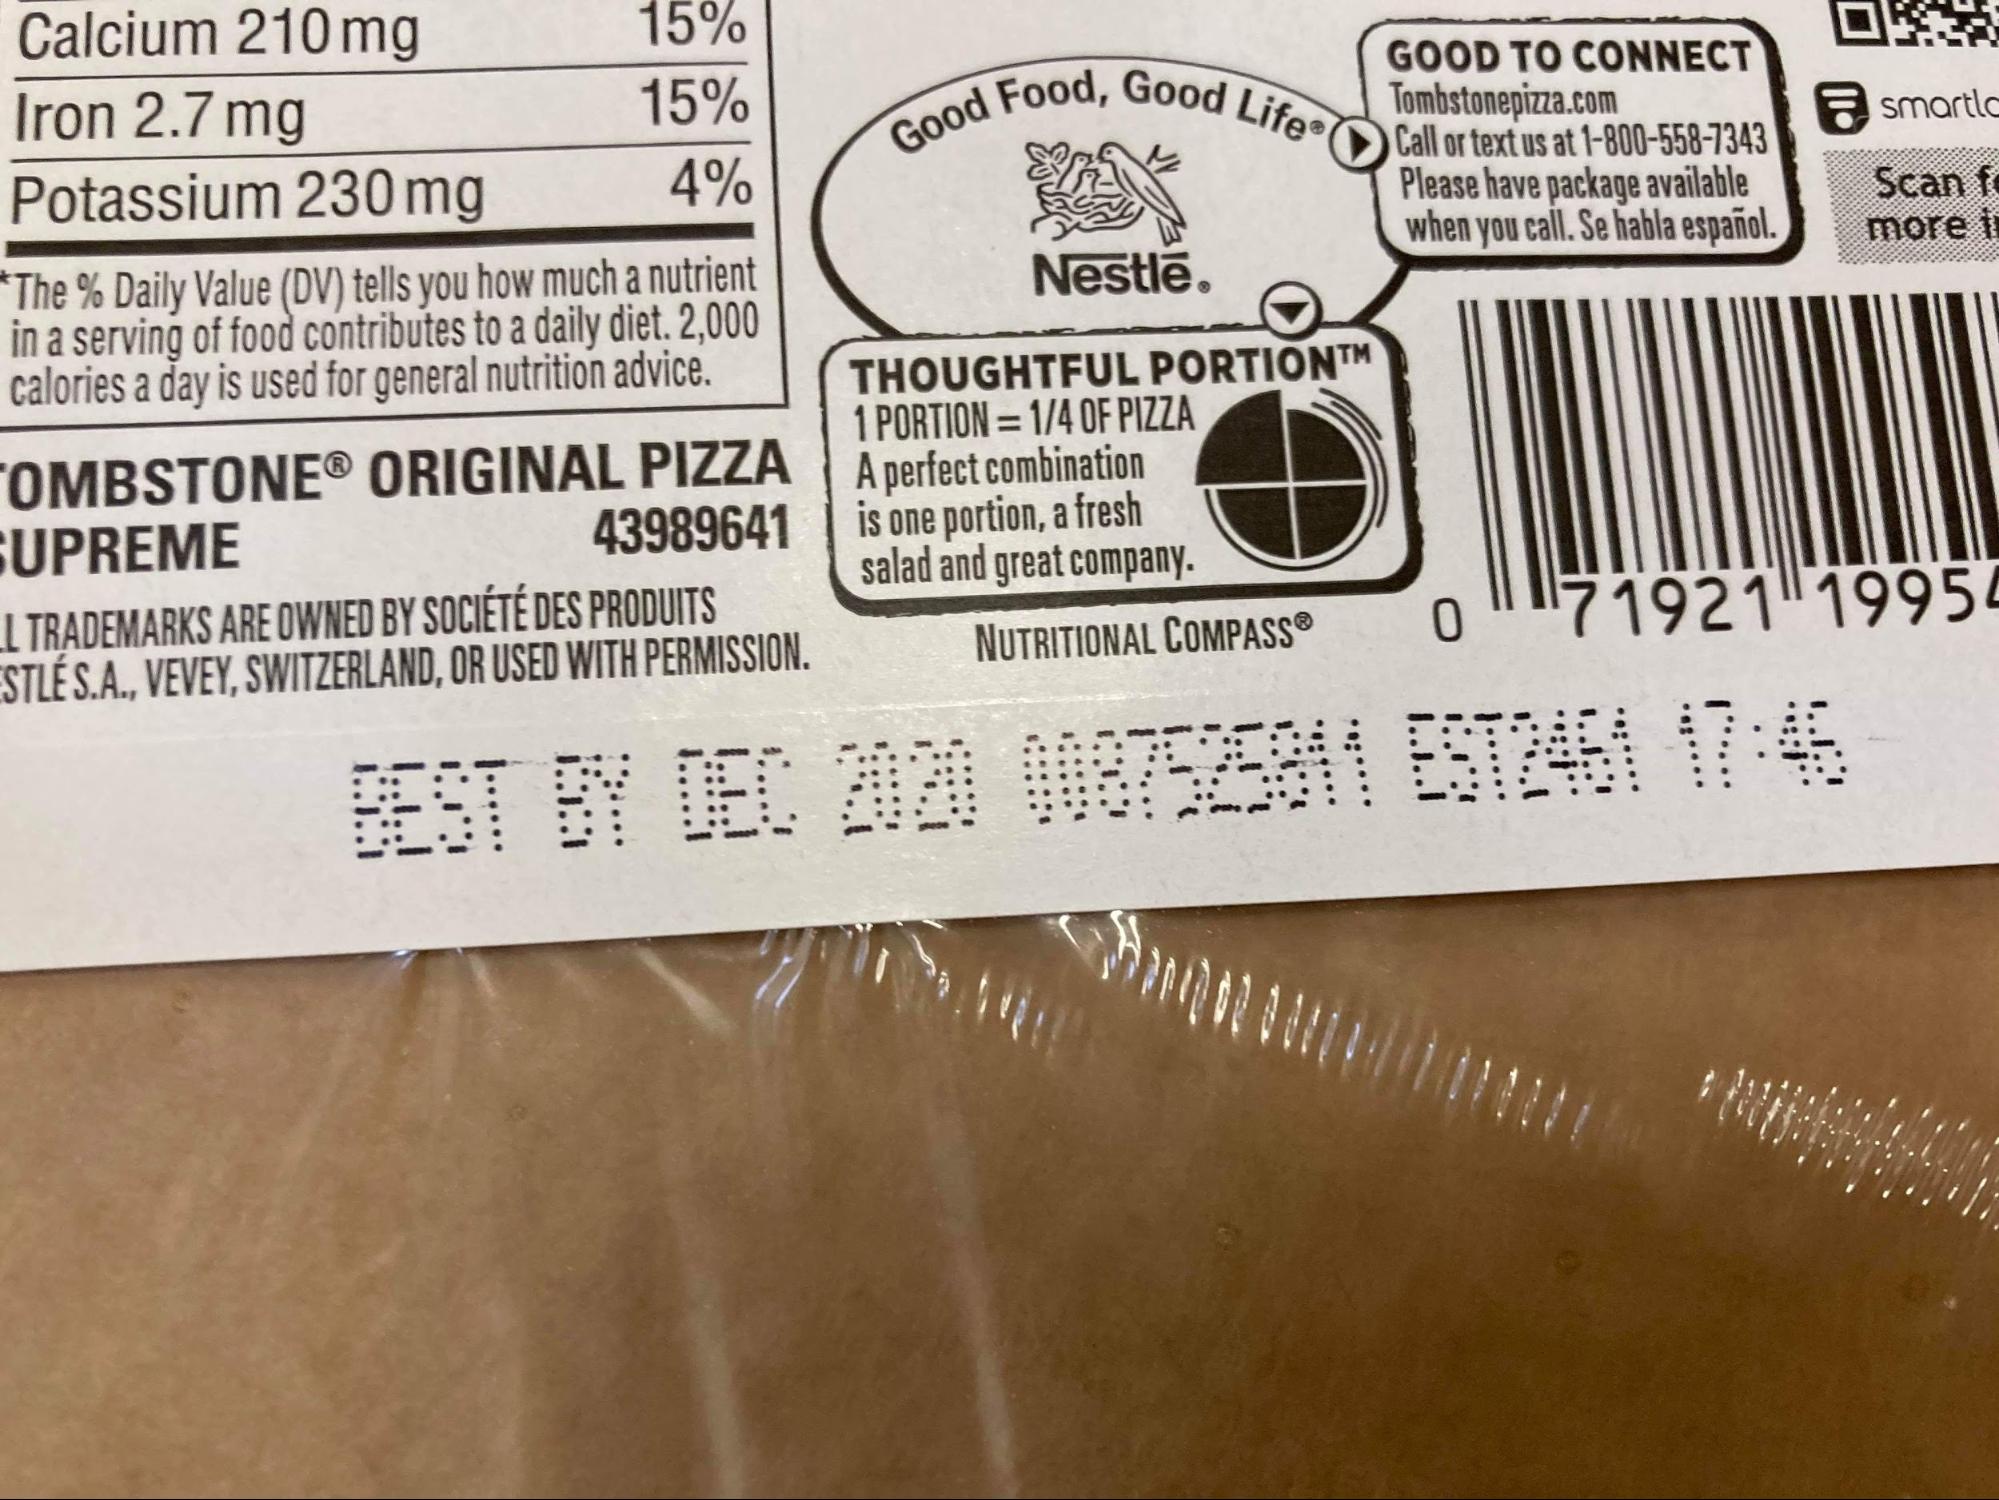 Calcium 210 mg 15%
Iron 2.7 mg 15%
Potassium 230 mg 4%
*The % Daily Value (DV) tells you how much a nutrient
in a serving of food contributes to a daily diet. 2,000
calories a day is used for general nutrition advice.
TOMBSTONE® ORIGINAL PIZZA
SUPREME 43989641
LL TRADEMARKS ARE OWNED BY SOCIÉTÉ DES PRODUITS
ESTLÉ S.A., VEVEY, SWITZERLAND, OR USED WITH PERMISSION.
Good Food, Good Life®
Nestlé®
GOOD TO CONNECT
Tombstonepizza.com
Call or text us at 1-800-558-7343
Please have package available
when you call. Se habla español.
THOUGHTFUL PORTION™
1 PORTION = 1/4 OF PIZZA
A perfect combination
is one portion, a fresh
salad and great company.
NUTRITIONAL COMPASS®
smartla
Scan f
more i
0 71921 19954
BEST BY DEC 2020 EST2461 17:46